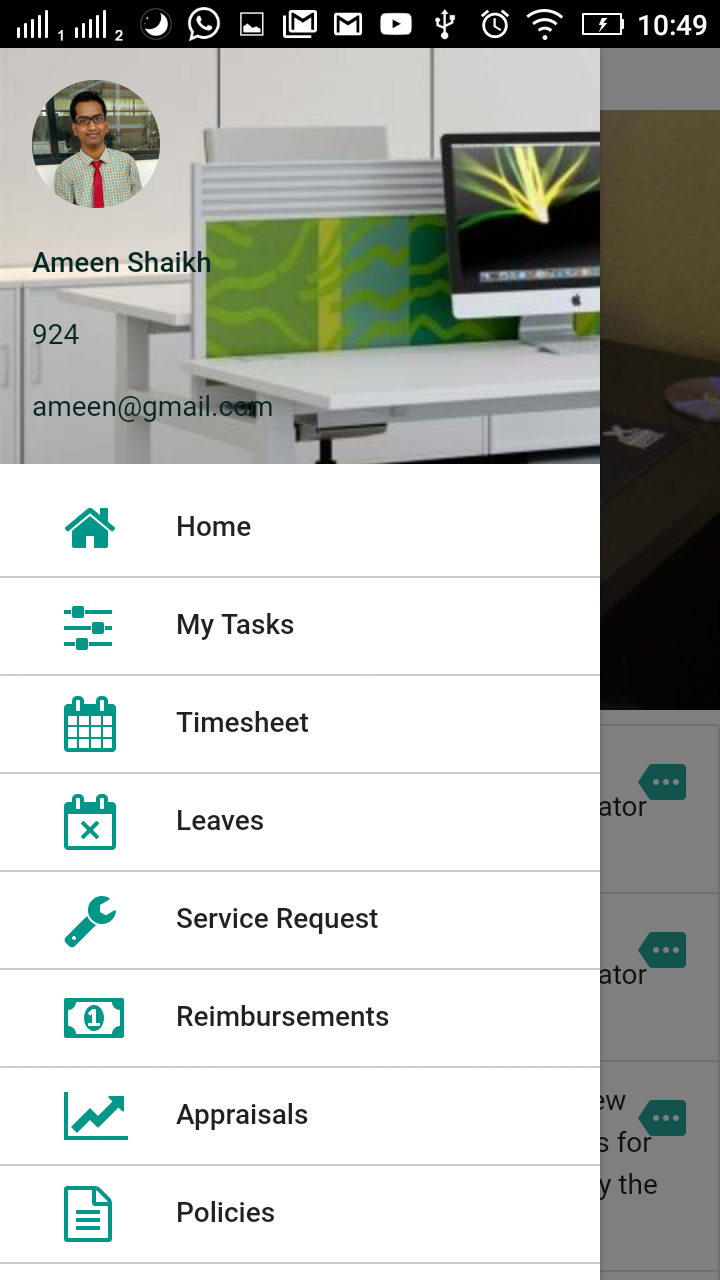 1 2 10:49
Ameen Shaikh
924
ameen@gmail.com
Home
My Tasks
Timesheet
Leaves
Service Request
1
Reimbursements
Appraisals
Policies
ator
ator
ew
s for
y the